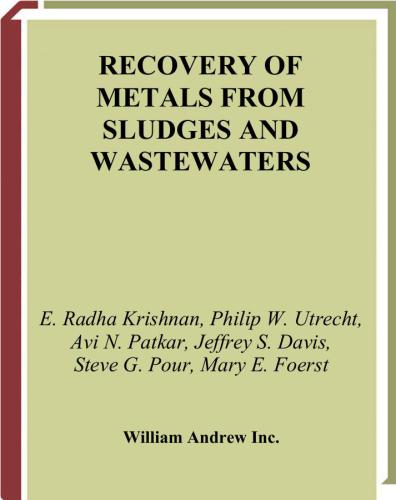 RECOVERY OF
METALS FROM
SLUDGES AND
WASTEWATERS
E. Radha Krishnan, Philip W. Utrecht,
Avi N. Patkar, Jeffrey S. Davis,
Steve G. Pour, Mary E. Foerst
William Andrew Inc.